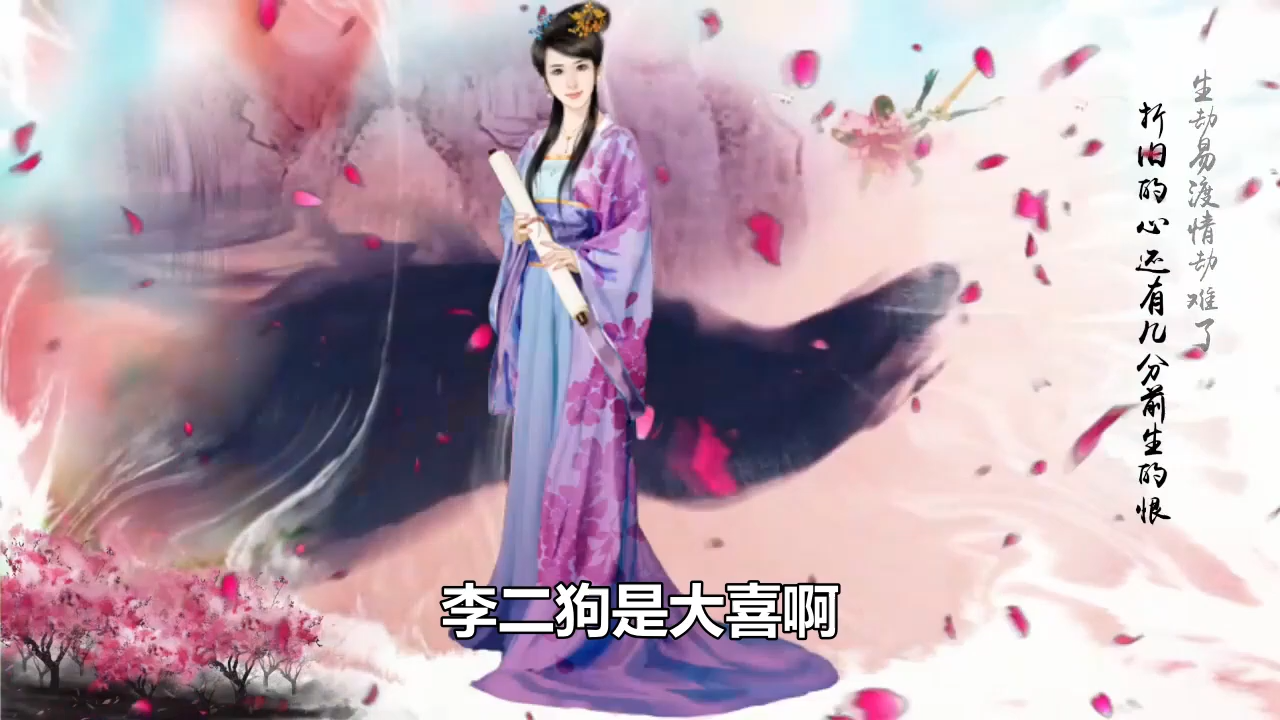 生劫易渡情劫难了
折旧的心还有几分前生的恨
李二狗是大喜啊